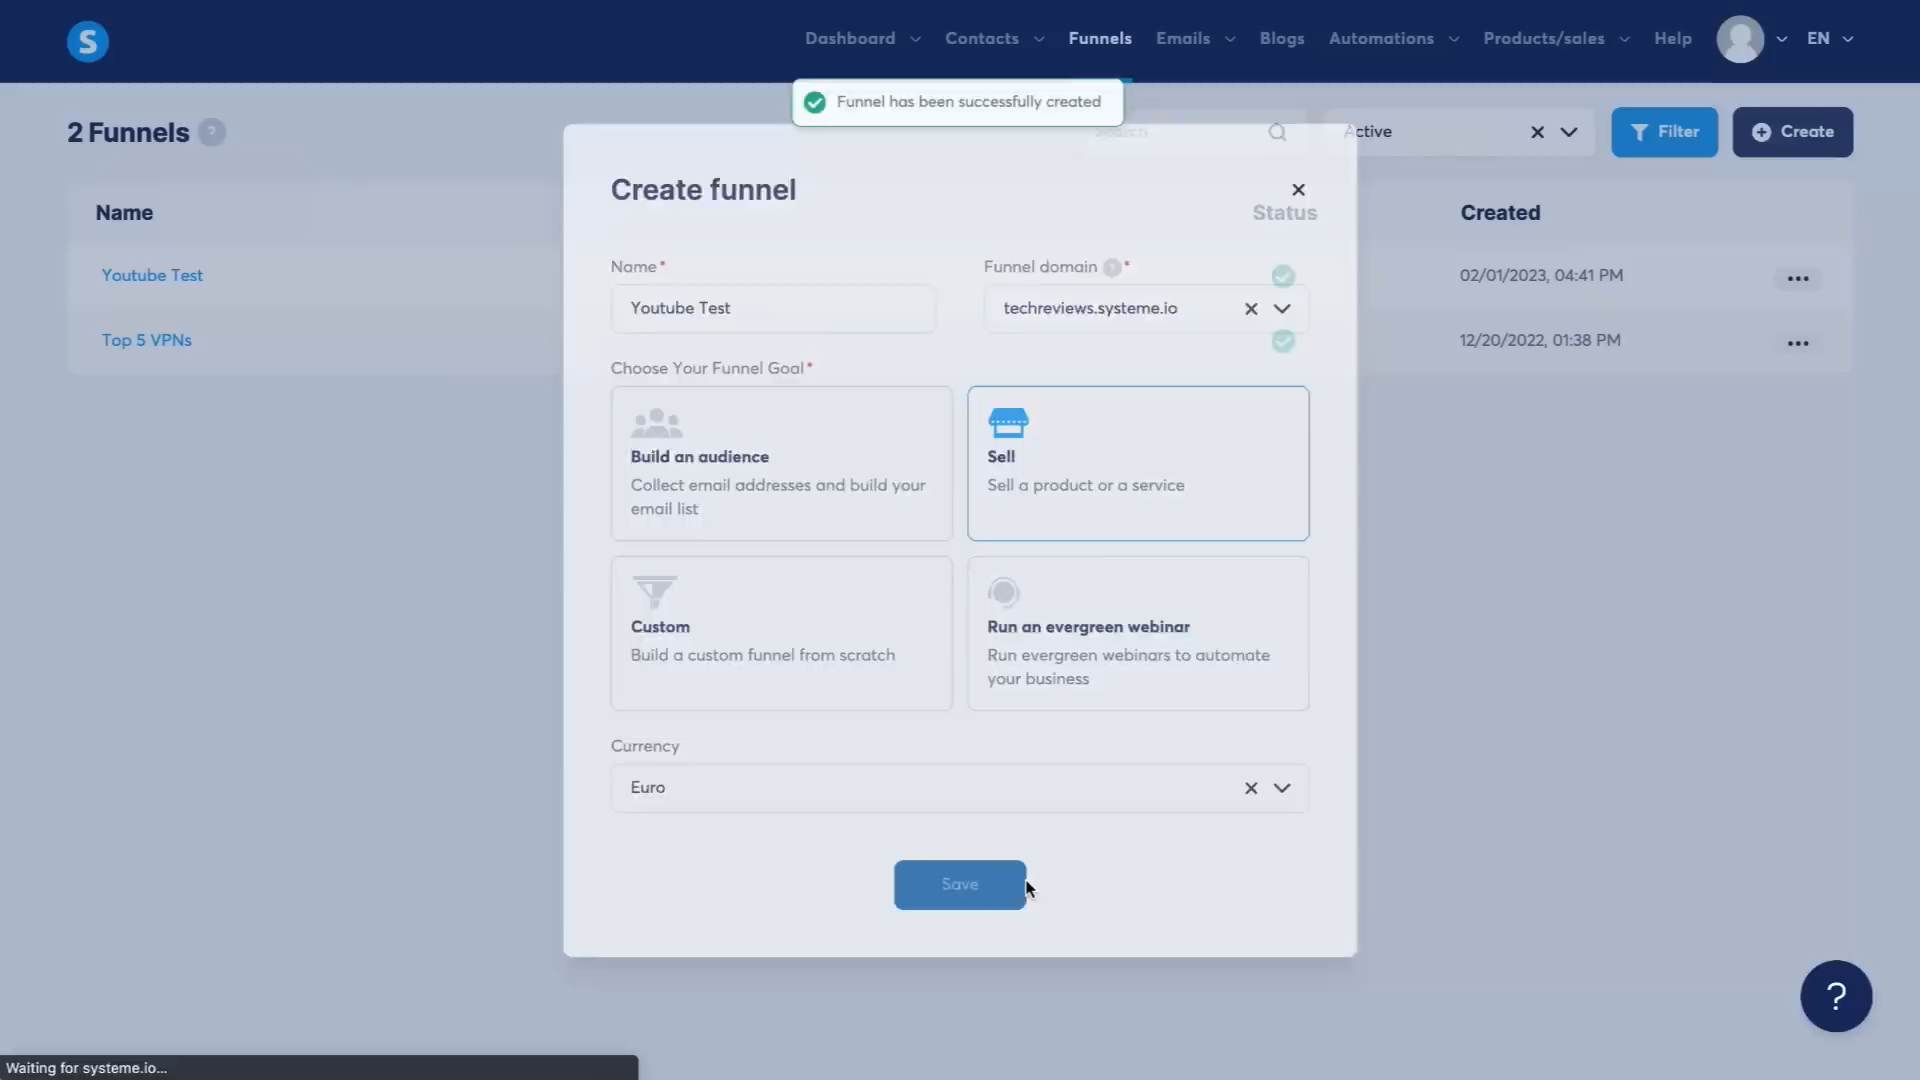 S
Dashboard Contacts Funnels Emails Blogs Automations Products/sales Help EN
Funnel has been successfully created
2 Funnels ?
Search
Active
Filter
Create
Name
Status
Created
Youtube Test
02/01/2023, 04:41 PM
Top 5 VPNs
12/20/2022, 01:38 PM
Create funnel
Name*
Funnel domain ? *
Youtube Test
techreviews.systeme.io
Choose Your Funnel Goal*
Build an audience
Collect email addresses and build your
email list
Sell
Sell a product or a service
Custom
Build a custom funnel from scratch
Run an evergreen webinar
Run evergreen webinars to automate
your business
Currency
Euro
Save
?
Waiting for systeme.io...